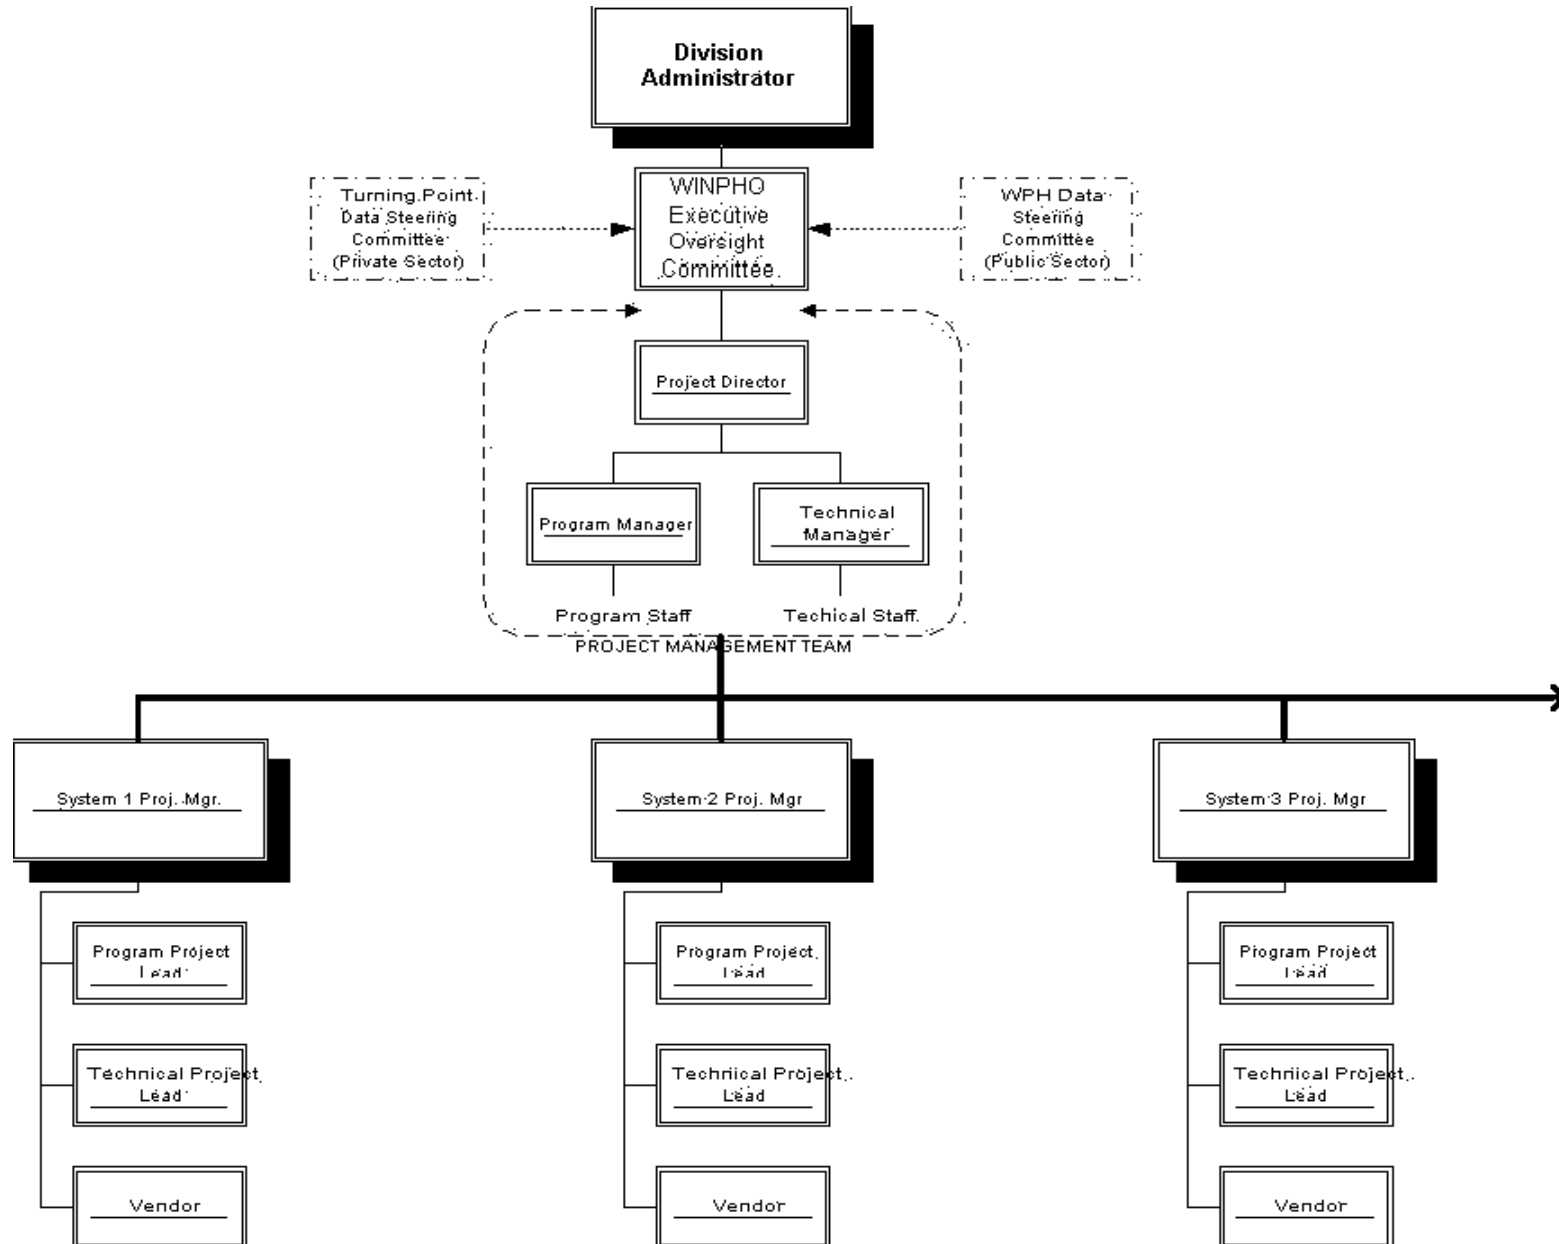 Division
Administrator
Turning Point
Data Steering
Committee
(Private Sector)
WINPHO
Executive
Oversight
Committee
WPH Data
Steering
Committee
(Public Sector)
Project Director
Program Manager
Technical
Manager
Program Staff
Techical Staff
PROJECT MANAGEMENT TEAM
System 1 Proj. Mgr.
System 2 Proj. Mgr
System 3 Proj. Mgr
Program Project
Lead
Program Project
Lead
Program Project
Lead
Technical Project
Lead
Technical Project
Lead
Technical Project
Lead
Vendor
Vendor
Vendor